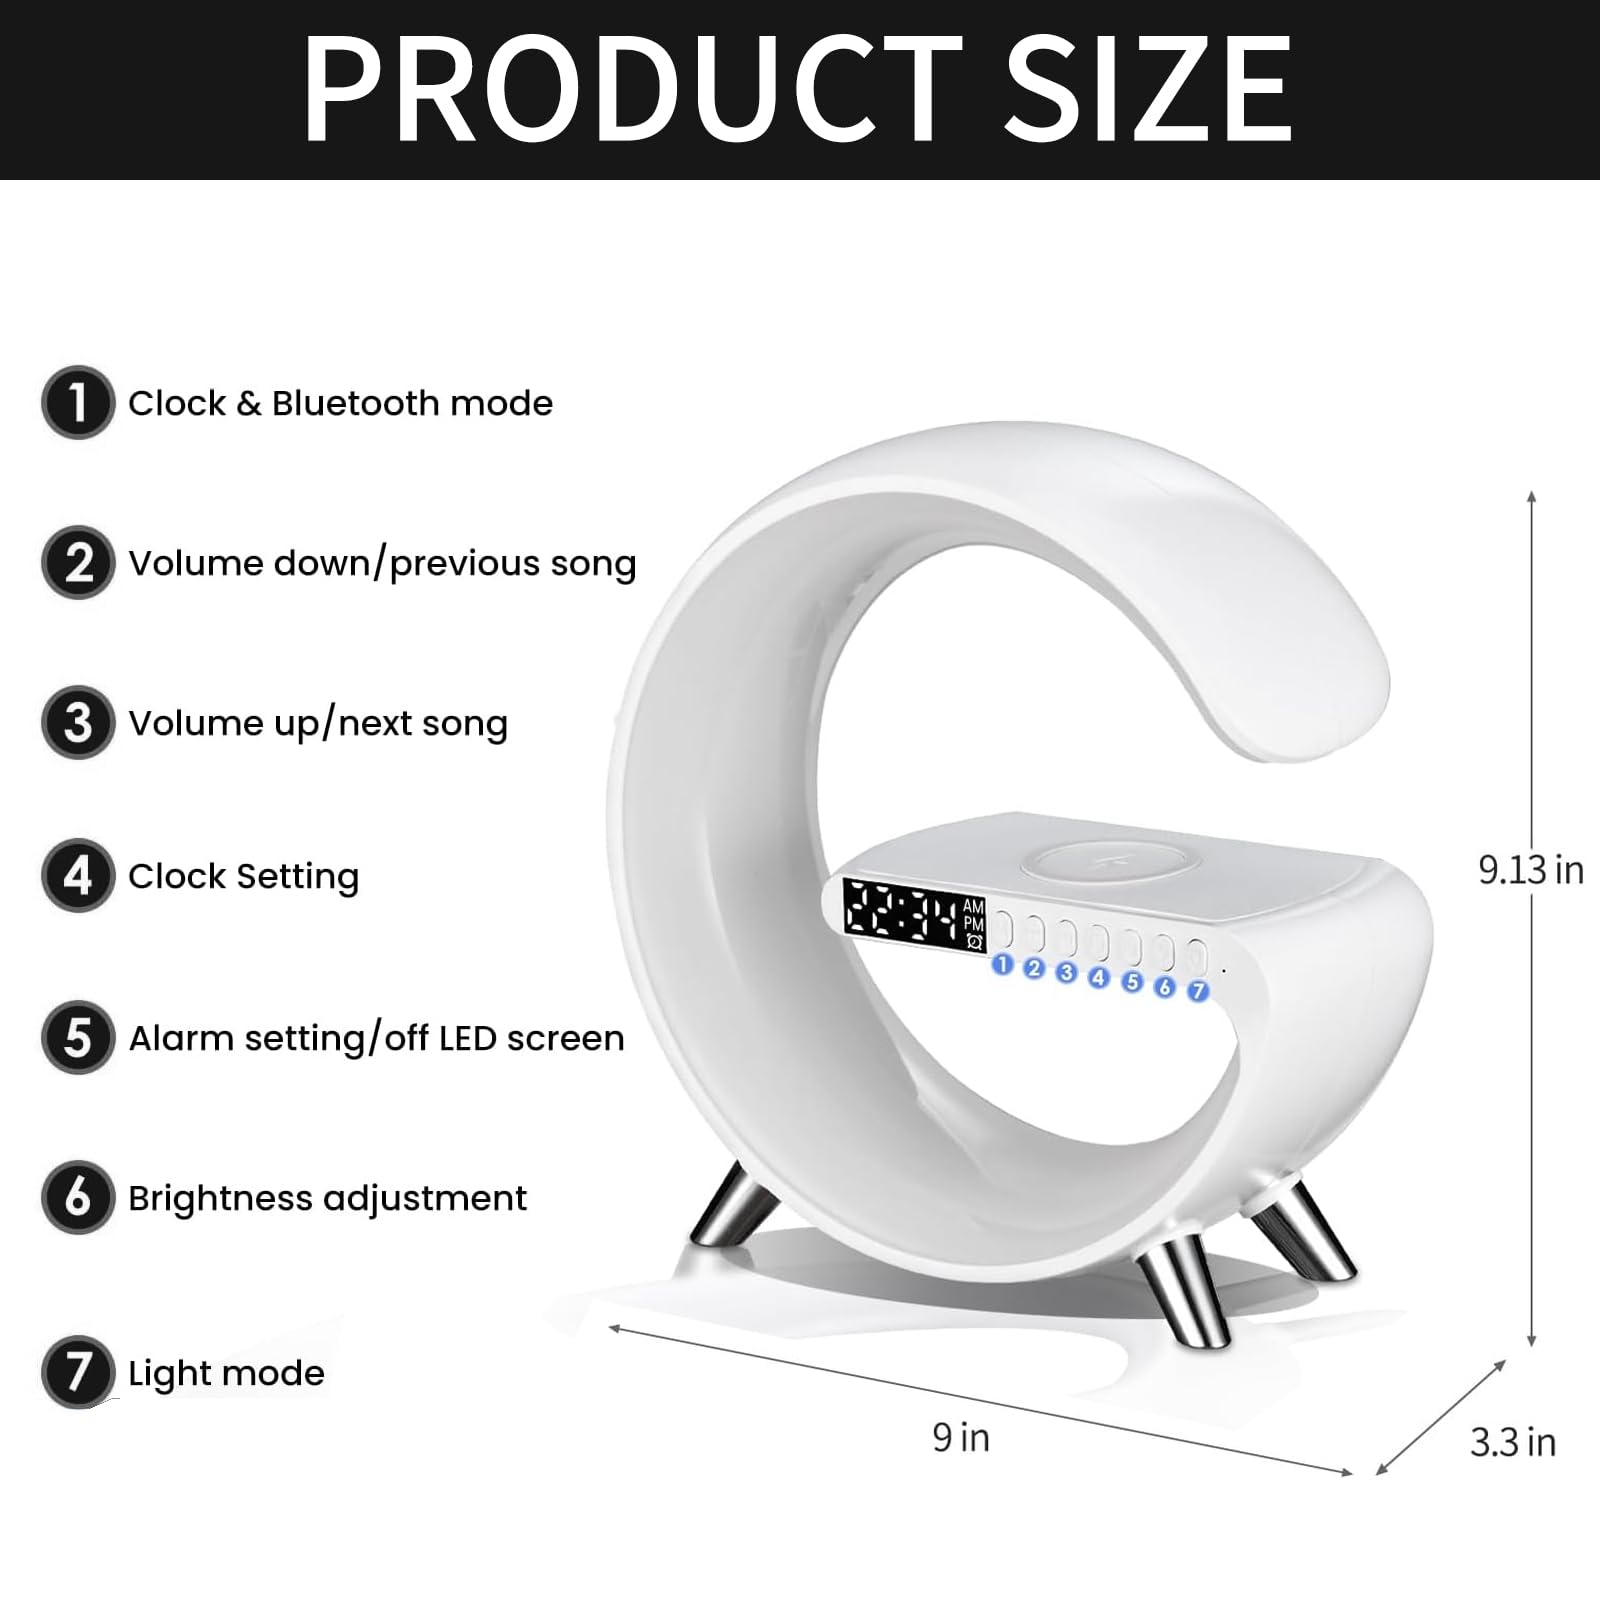 PRODUCT SIZE
1 Clock & Bluetooth mode
2 Volume down/previous song
3 Volume up/next song
4 Clock Setting
5 Alarm setting/off LED screen
6 Brightness adjustment
7 Light mode
22:34
AM
PM
1 2 3 4 5 6 7
9.13 in
9 in
3.3 in